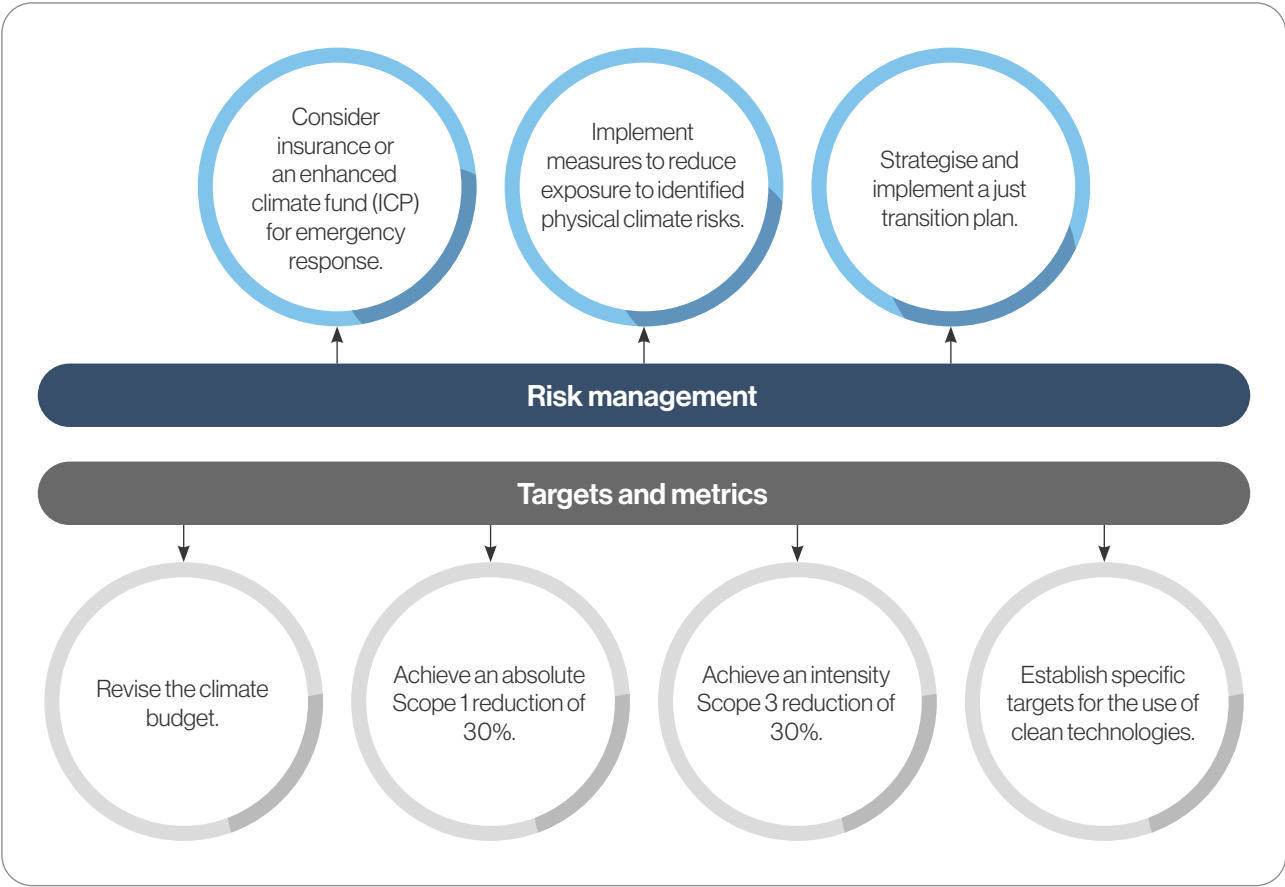 Consider
insurance or
an enhanced
climate fund (ICP)
for emergency
response.
Implement
measures to reduce
exposure to identified
physical climate risks.
Strategise and
implement a just
transition plan.
Risk management
Targets and metrics
Revise the climate
budget.
Achieve an absolute
Scope 1 reduction of
30%.
Achieve an intensity
Scope 3 reduction of
30%.
Establish specific
targets for the use of
clean technologies.